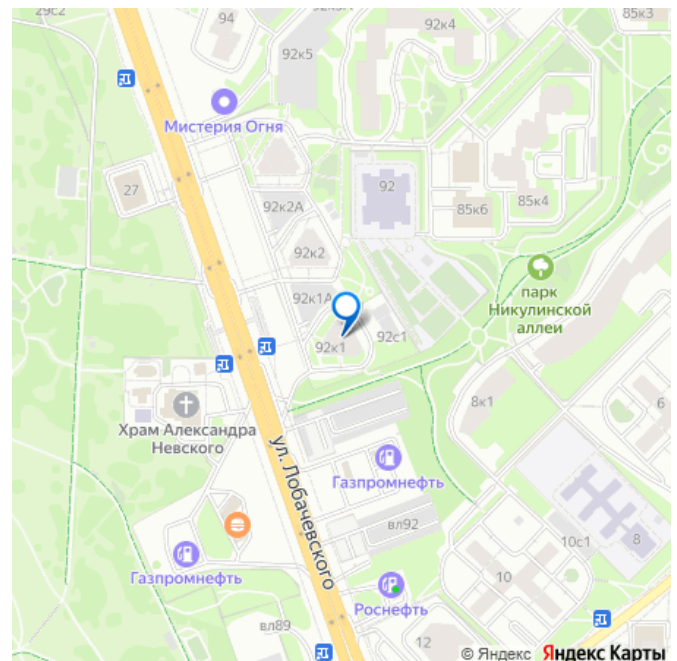 29с2
94
92к5
92к3А
92к4
85к3
Мистерия Огня
27
92к2А
92
85к6
85к4
92к2
парк
Никулинской
аллеи
92к1А
92к1
92с1
Храм Александра
Невского
8к1
6
ул. Лобачевского
Газпромнефть
вл92
10с1
8
10
Газпромнефть
Роснефть
вл89
12
© Яндекс Яндекс Карты